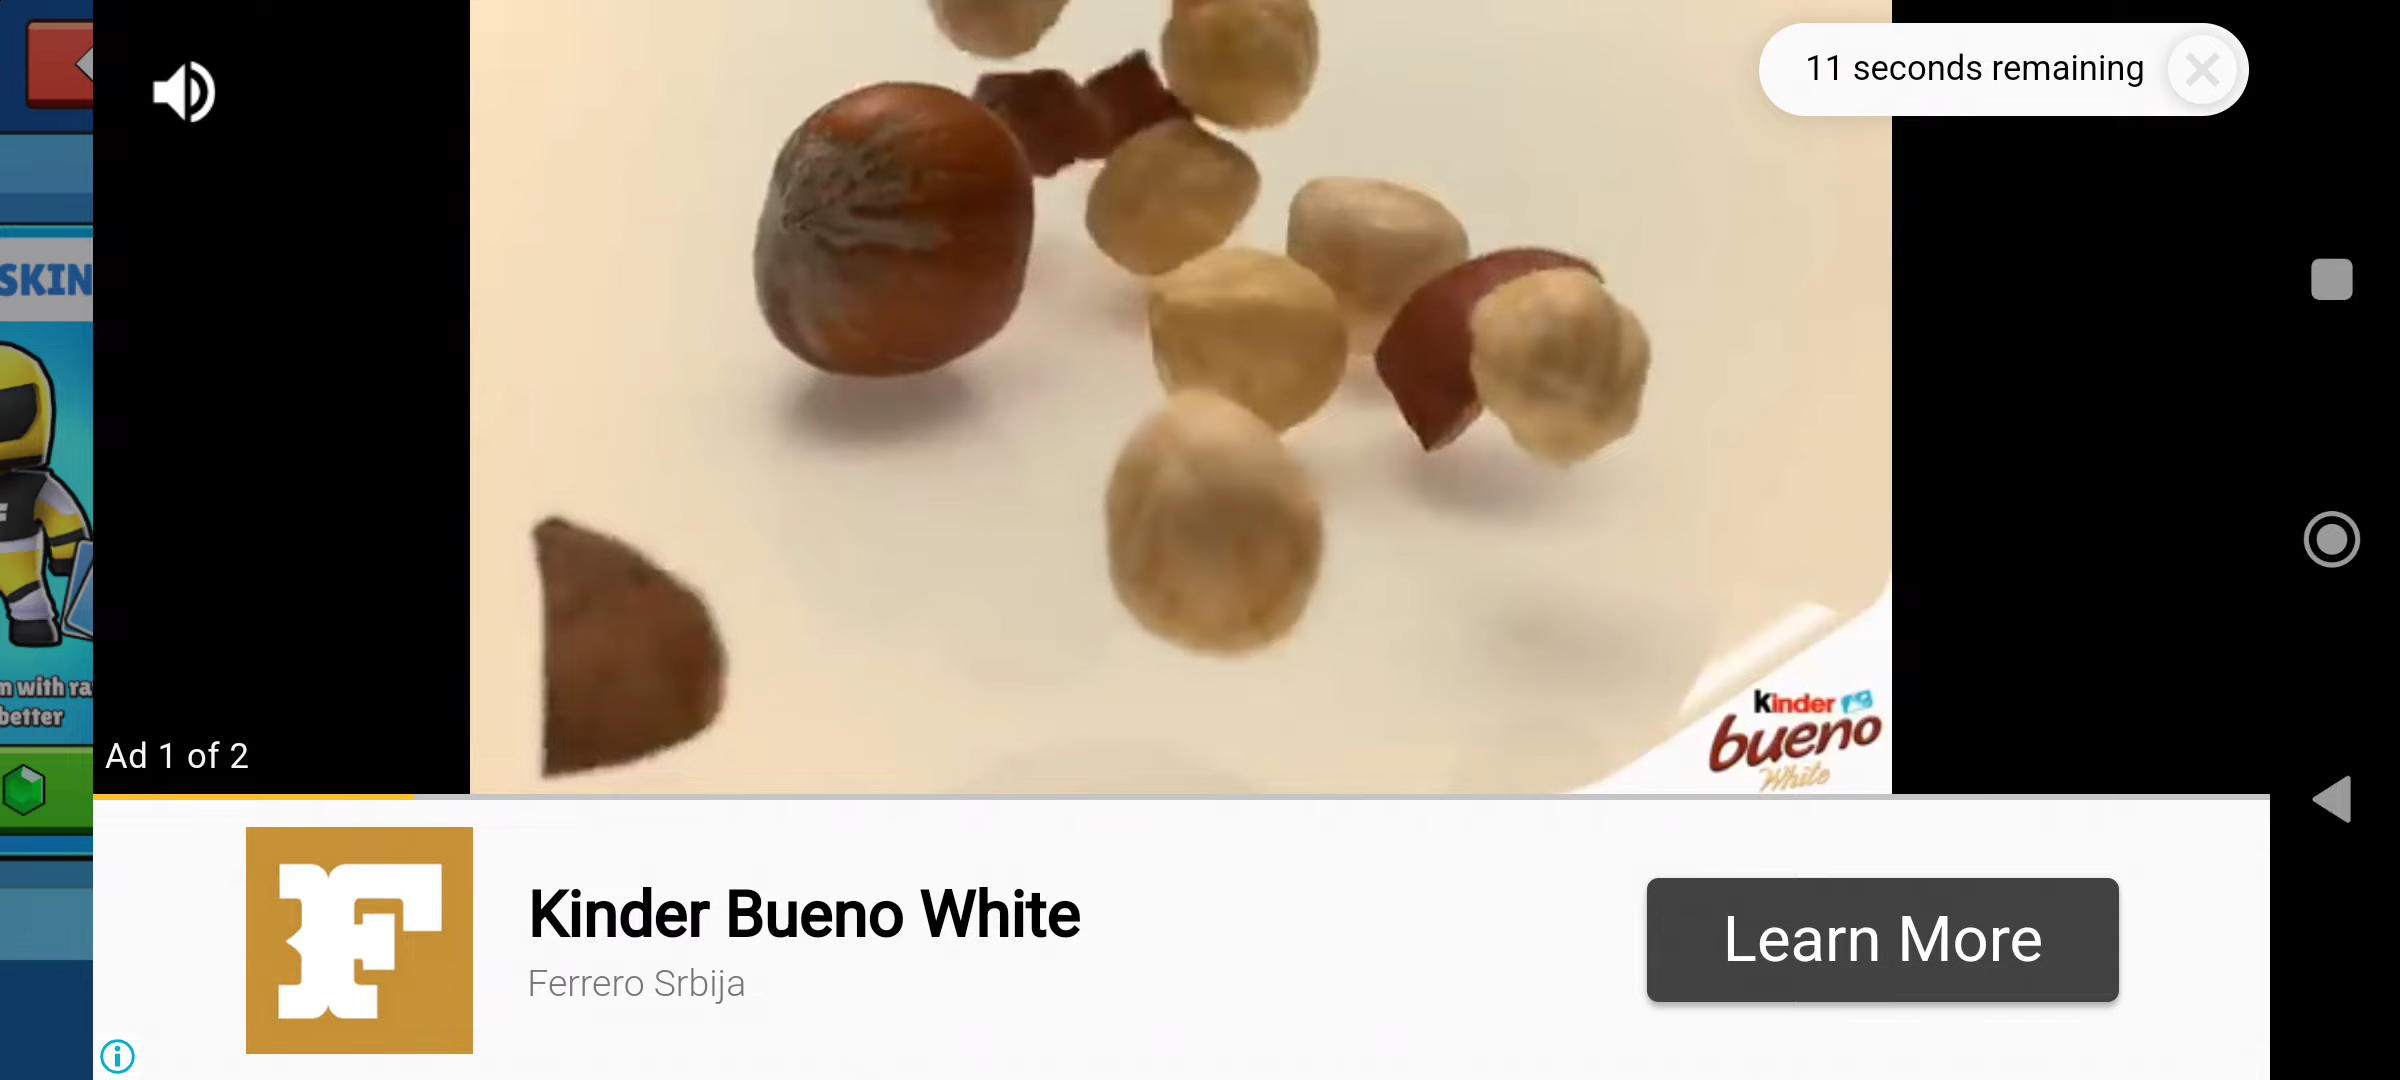 11 seconds remaining
SKIN
m with ra
better
Ad 1 of 2
kinder
bueno
White
Kinder Bueno White
Ferrero Srbija
Learn More